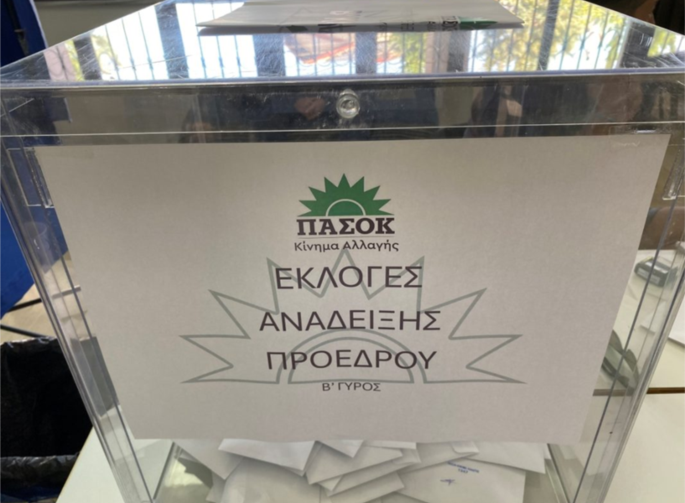 ΠΑΣΟΚ
Κίνημα Αλλαγής
ΕΚΛΟΓΕΣ
ΑΝΑΔΕΙΞΗΣ
ΠΡΟΕΔΡΟΥ
Β' ΓΥΡΟΣ